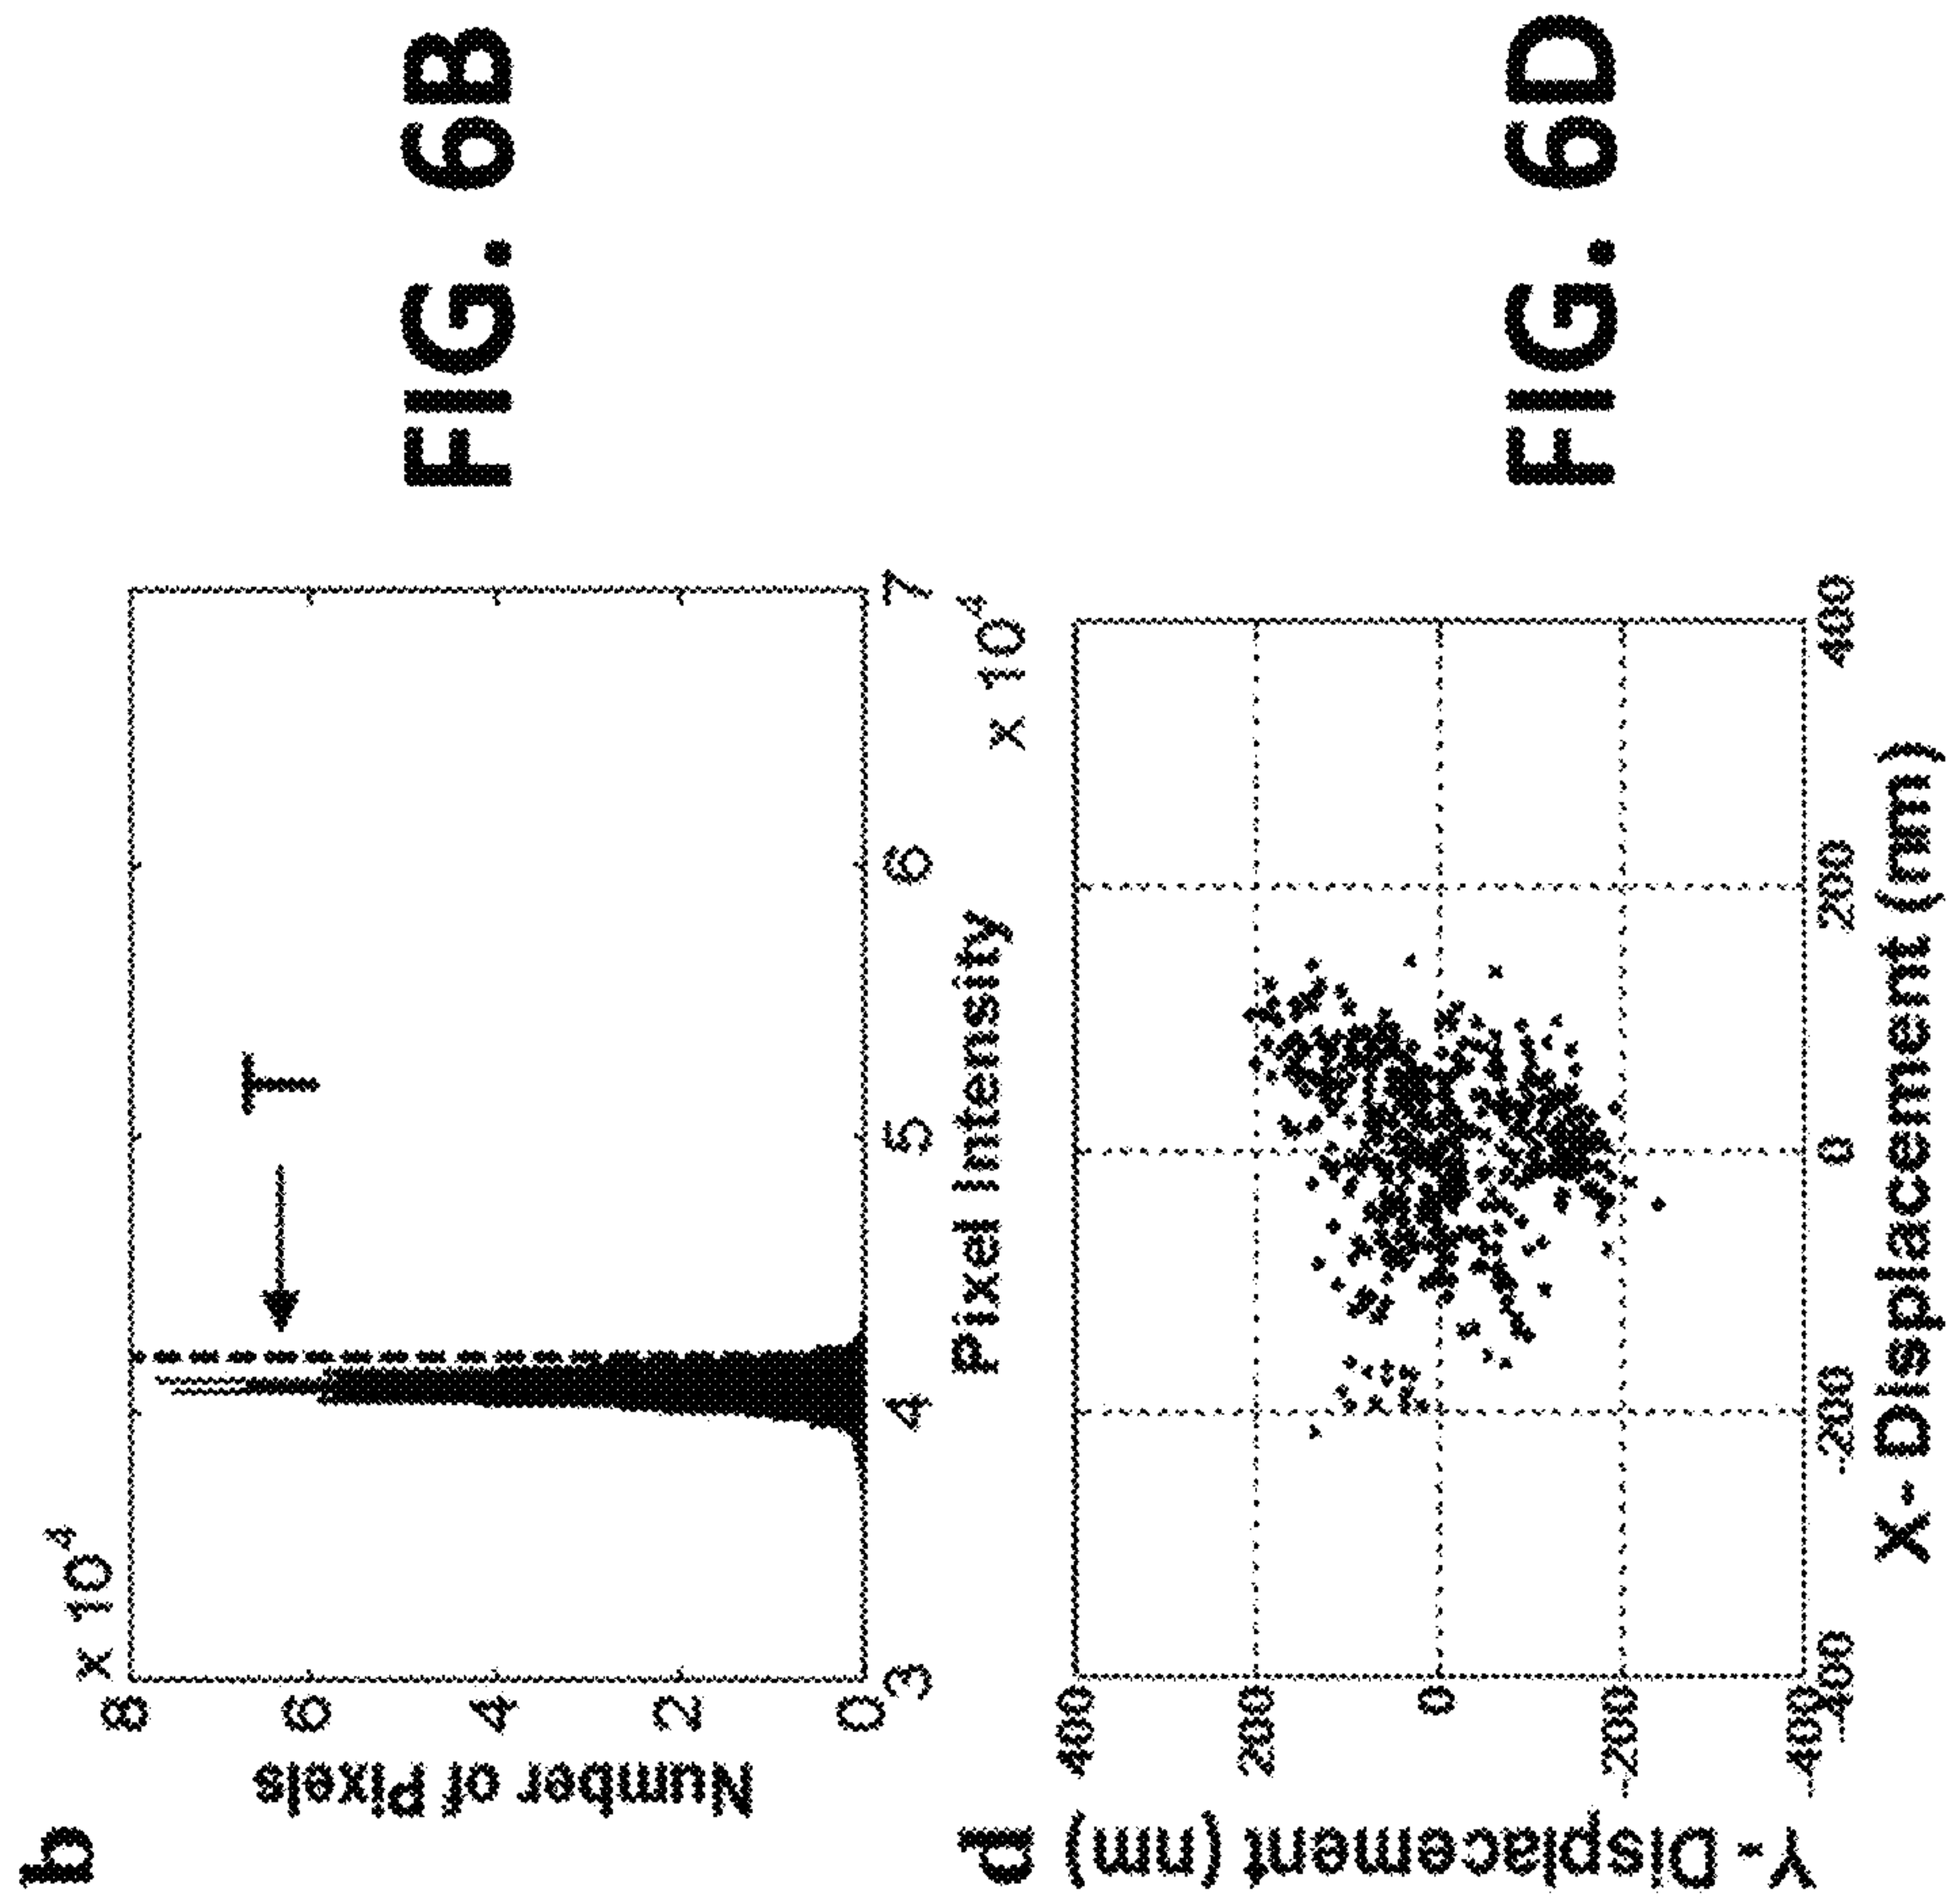 b
x 10^4
8
6
4
2
0
Number of Pixels
T
3
4
5
6
7
Pixel Intensity
x 10^4
FIG. 6B
d
400
200
0
-200
-400
Y- Displacement (nm)
-400
-200
0
200
400
X- Displacement (nm)
FIG. 6D